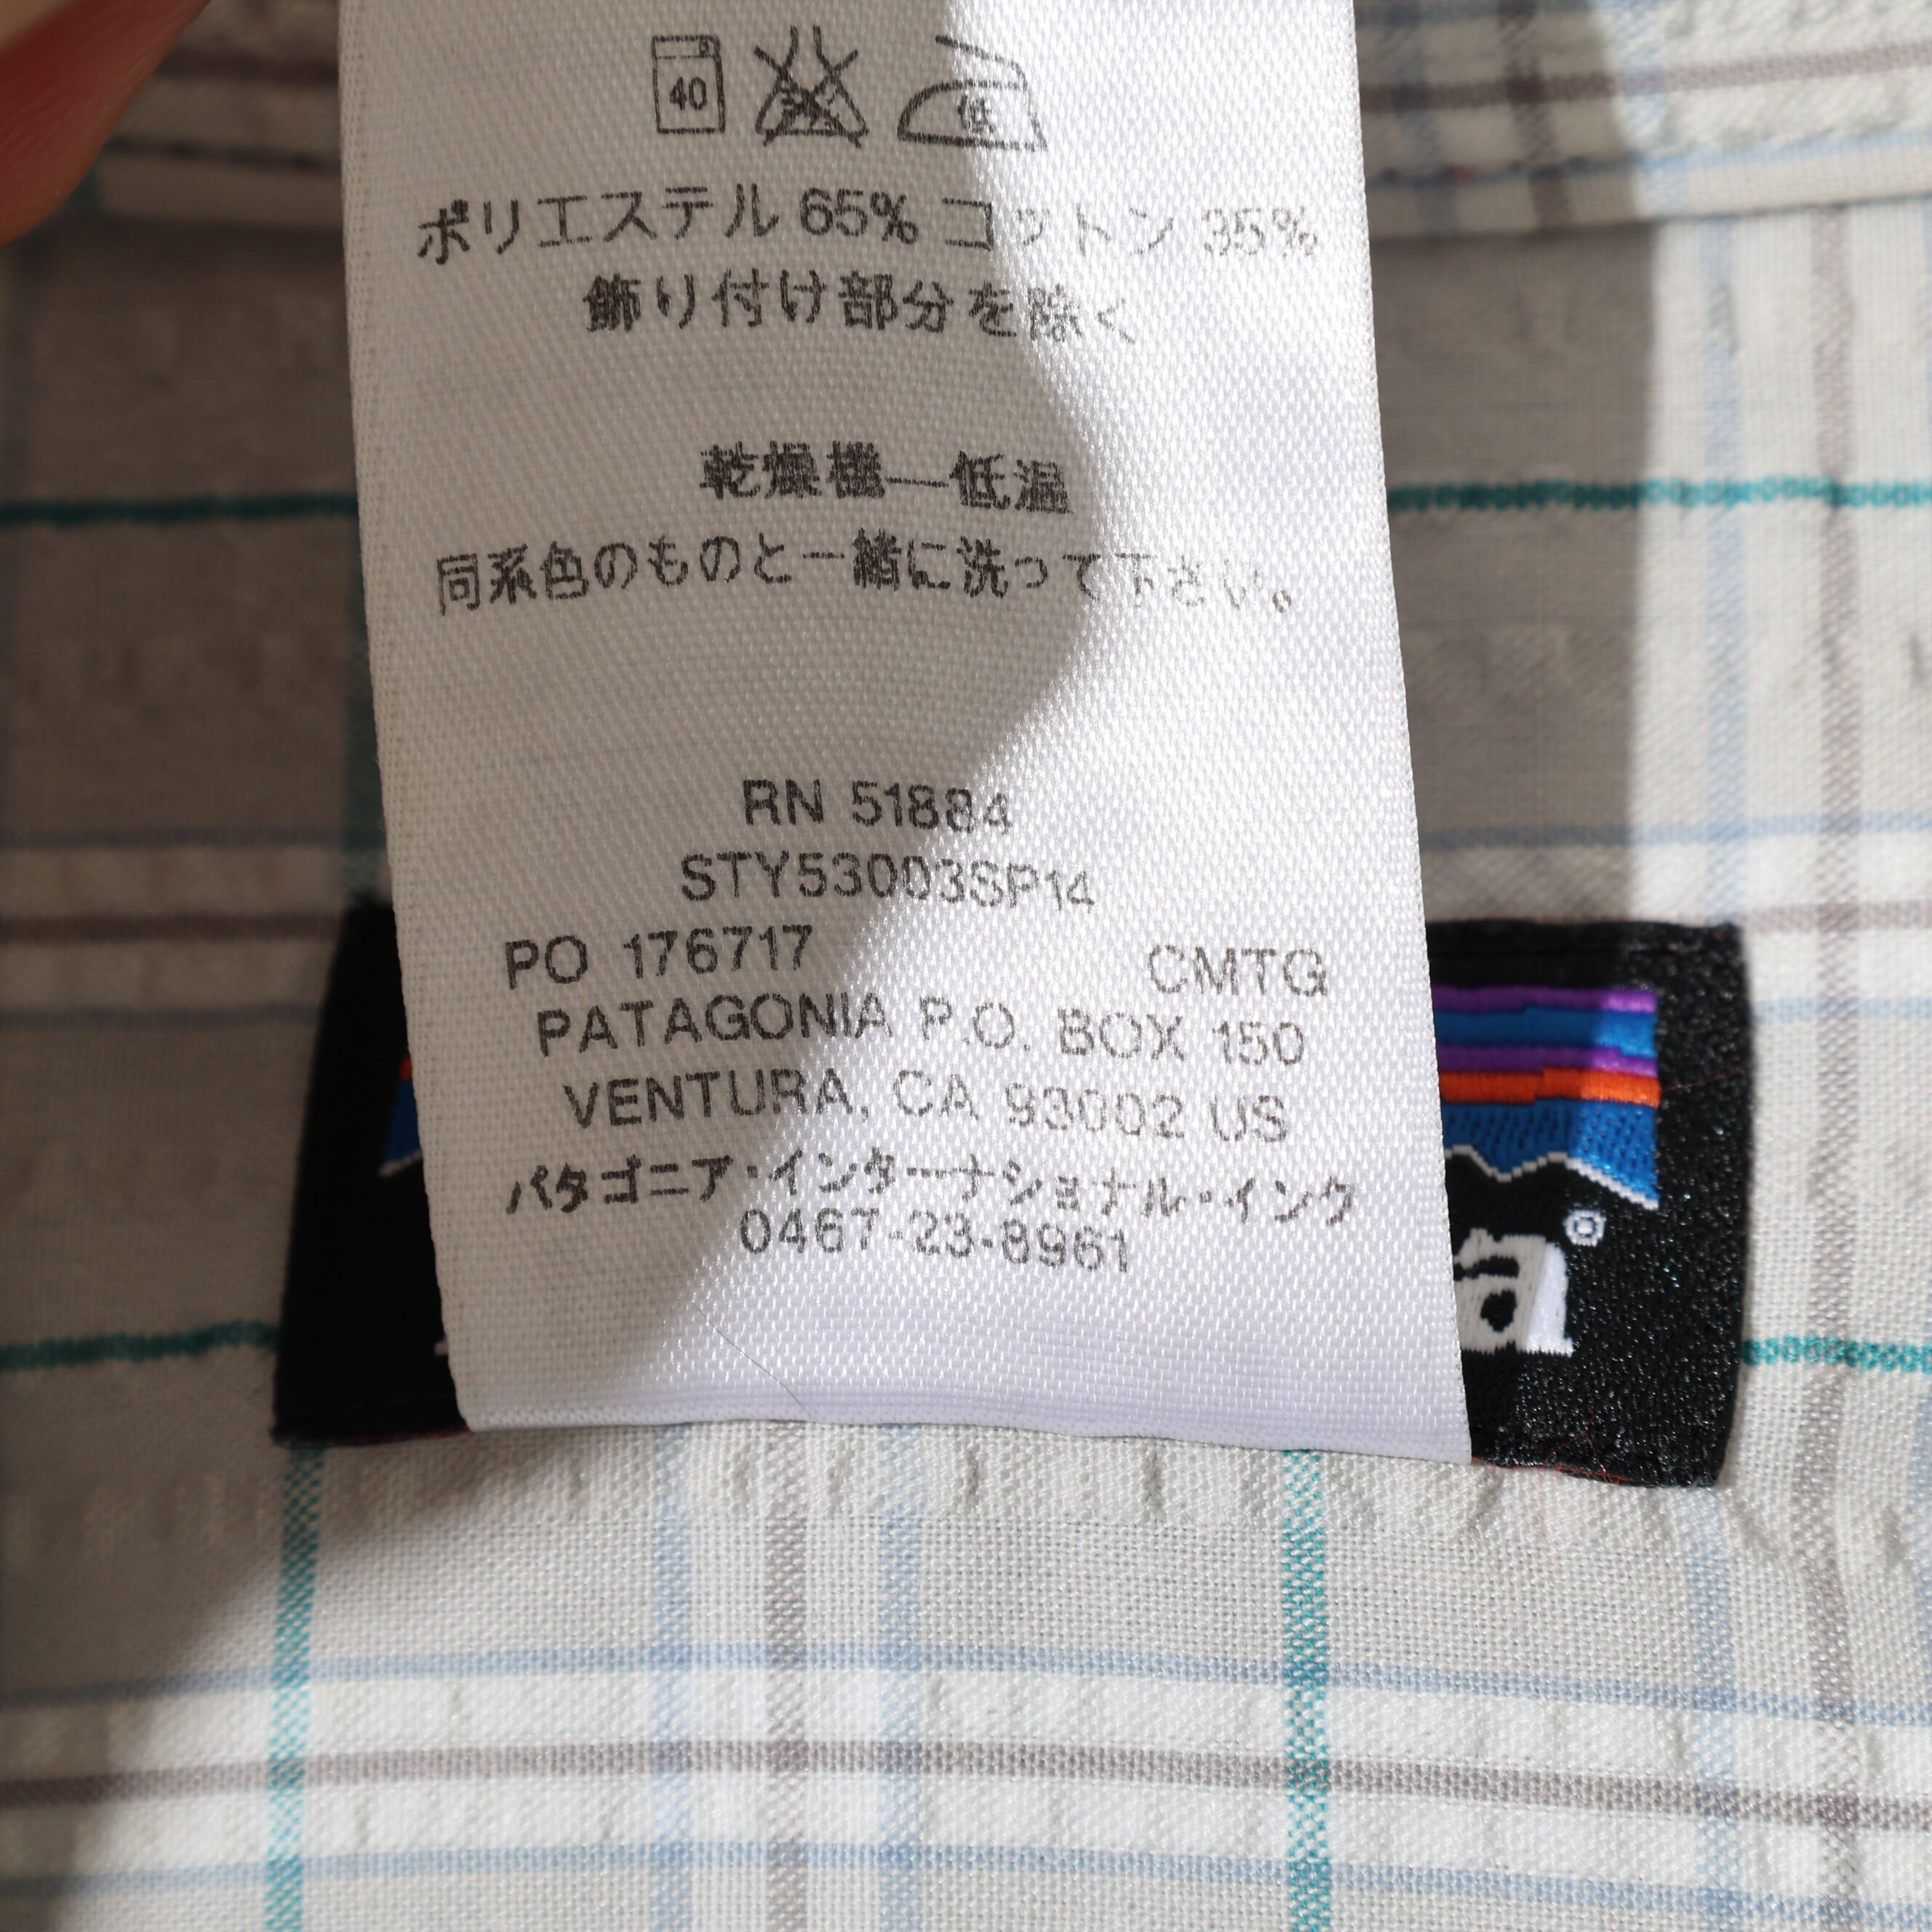 40 低
ポリエステル 65% コットン 35%
飾り付け部分を除く
乾燥機—低温
同系色のものと一緒に洗って下さい。
RN 51884
STY53003SP14
PO 176717 CMTG
PATAGONIA P.O. BOX 150
VENTURA, CA 93002 US
パタゴニア・インターナショナル・インク
0467-23-8961
a®